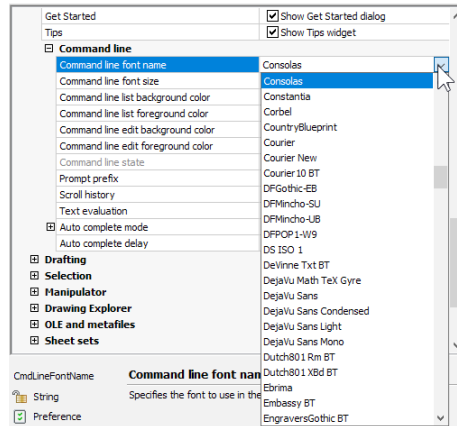 Get Started
Show Get Started dialog
Tips
Show Tips widget
Command line
Command line font name
Consolas
Command line font size
Command line list background color
Command line list foreground color
Command line edit background color
Command line edit foreground color
Command line state
Prompt prefix
Scroll history
Text evaluation
Auto complete mode
Auto complete delay
Drafting
Selection
Manipulator
Drawing Explorer
OLE and metafiles
Sheet sets
Consolas
Constantia
Corbel
CountryBlueprint
Courier
Courier New
Courier10 BT
DFGothic-EB
DFMincho-SU
DFMincho-UB
DFPOP1-W9
DS ISO 1
DeVinne Txt BT
DejaVu Math TeX Gyre
DejaVu Sans
DejaVu Sans Condensed
DejaVu Sans Light
DejaVu Sans Mono
Dutch801 Rm BT
Dutch801 XBd BT
Ebrima
Embassy BT
EngraversGothic BT
CmdLineFontName
Command line font nam
String
Specifies the font to use in the
Preference